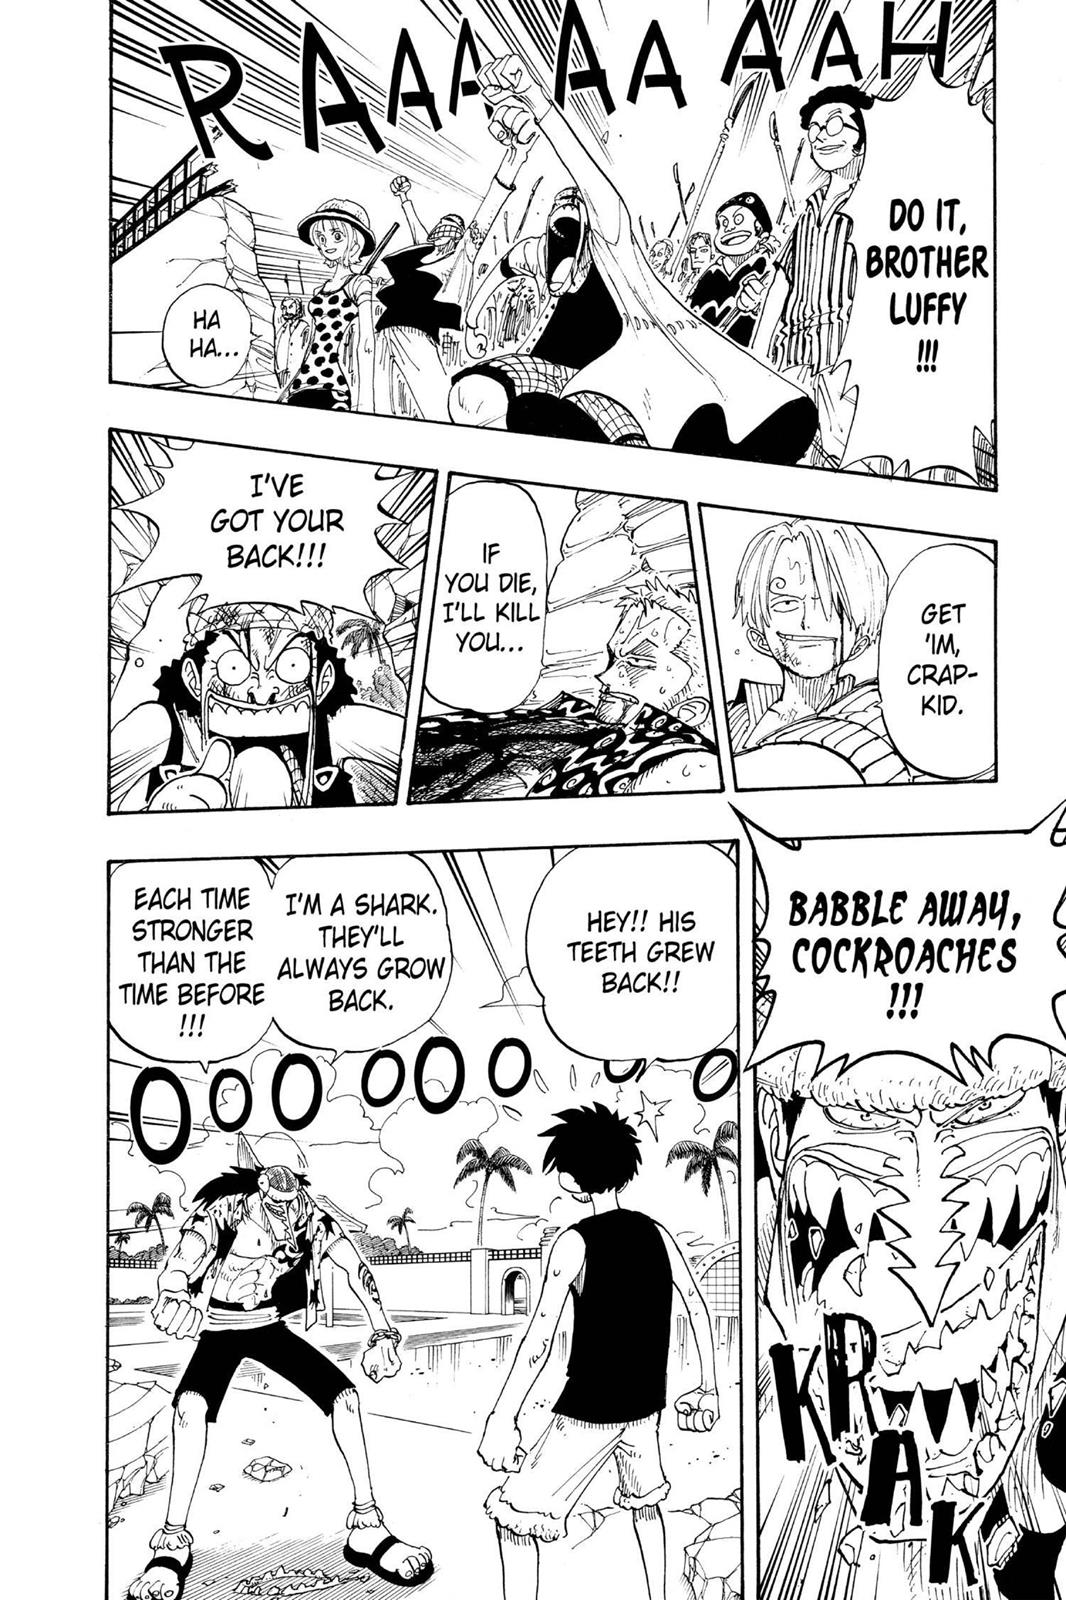 RAAAAAAAAH
DO IT,
BROTHER
LUFFY
!!!
HA
HA...
GET
'IM,
CRAP-
KID.
IF
YOU DIE,
I'LL KILL
YOU...
I'VE
GOT YOUR
BACK!!!
BABBLE AWAY,
COCKROACHES
!!!
KRAK
HEY!! HIS
TEETH GREW
BACK!!
I'M A SHARK.
THEY'LL
ALWAYS GROW
BACK.
EACH TIME
STRONGER
THAN THE
TIME BEFORE
!!!
OOOOOOOOO